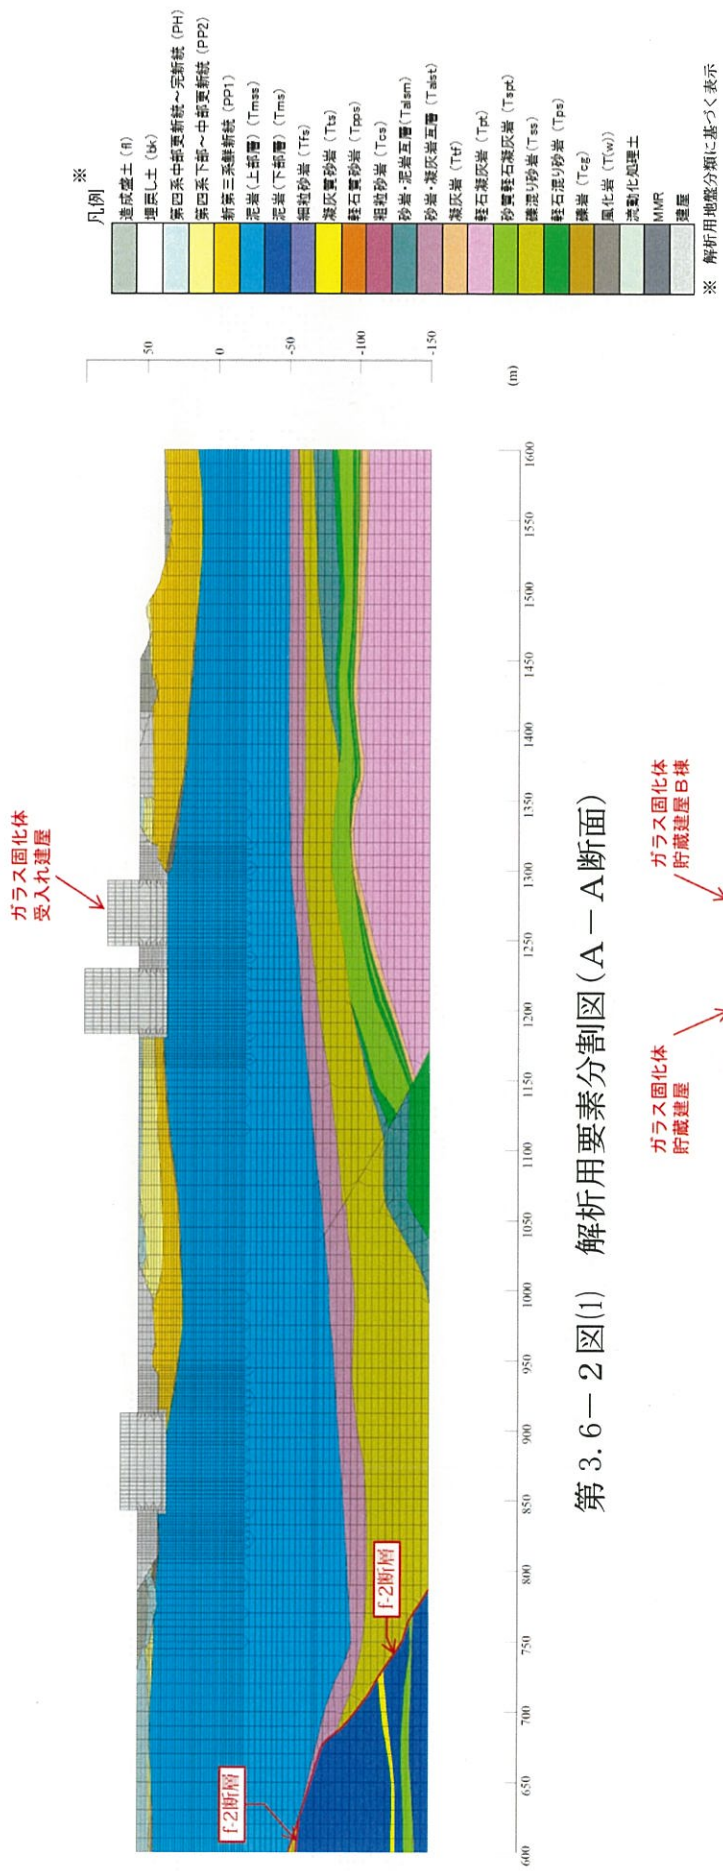 ガラス固化体
受入れ建屋
f-2断層
f-2断層
50
0
-50
-100
-150
(m)
600
650
700
750
800
850
900
950
1000
1050
1100
1150
1200
1250
1300
1350
1400
1450
1500
1550
1600
凡例 ※
造成盛土 (fl)
埋戻し土 (bk)
第四系中部更新統~完新統 (PH)
第四系下部~中部更新統 (PP2)
新第三系鮮新統 (PP1)
泥岩(上部層) (Tmss)
泥岩(下部層) (Tms)
細粒砂岩 (Tfs)
凝灰質砂岩 (Tts)
軽石質砂岩 (Tpps)
粗粒砂岩 (Tcs)
砂岩・泥岩互層 (Talsm)
砂岩・凝灰岩互層 (Talst)
凝灰岩 (Ttf)
軽石凝灰岩 (Tpt)
砂質軽石凝灰岩 (Tspt)
礫混り砂岩 (Tss)
軽石混り砂岩 (Tps)
礫岩 (Tcg)
風化岩 (T(w))
流動化処理土
MMR
建屋
※ 解析用地盤分類に基づく表示
第3.6-2図(1) 解析用要素分割図(A-A断面)
ガラス固化体
貯蔵建屋
ガラス固化体
貯蔵建屋B棟